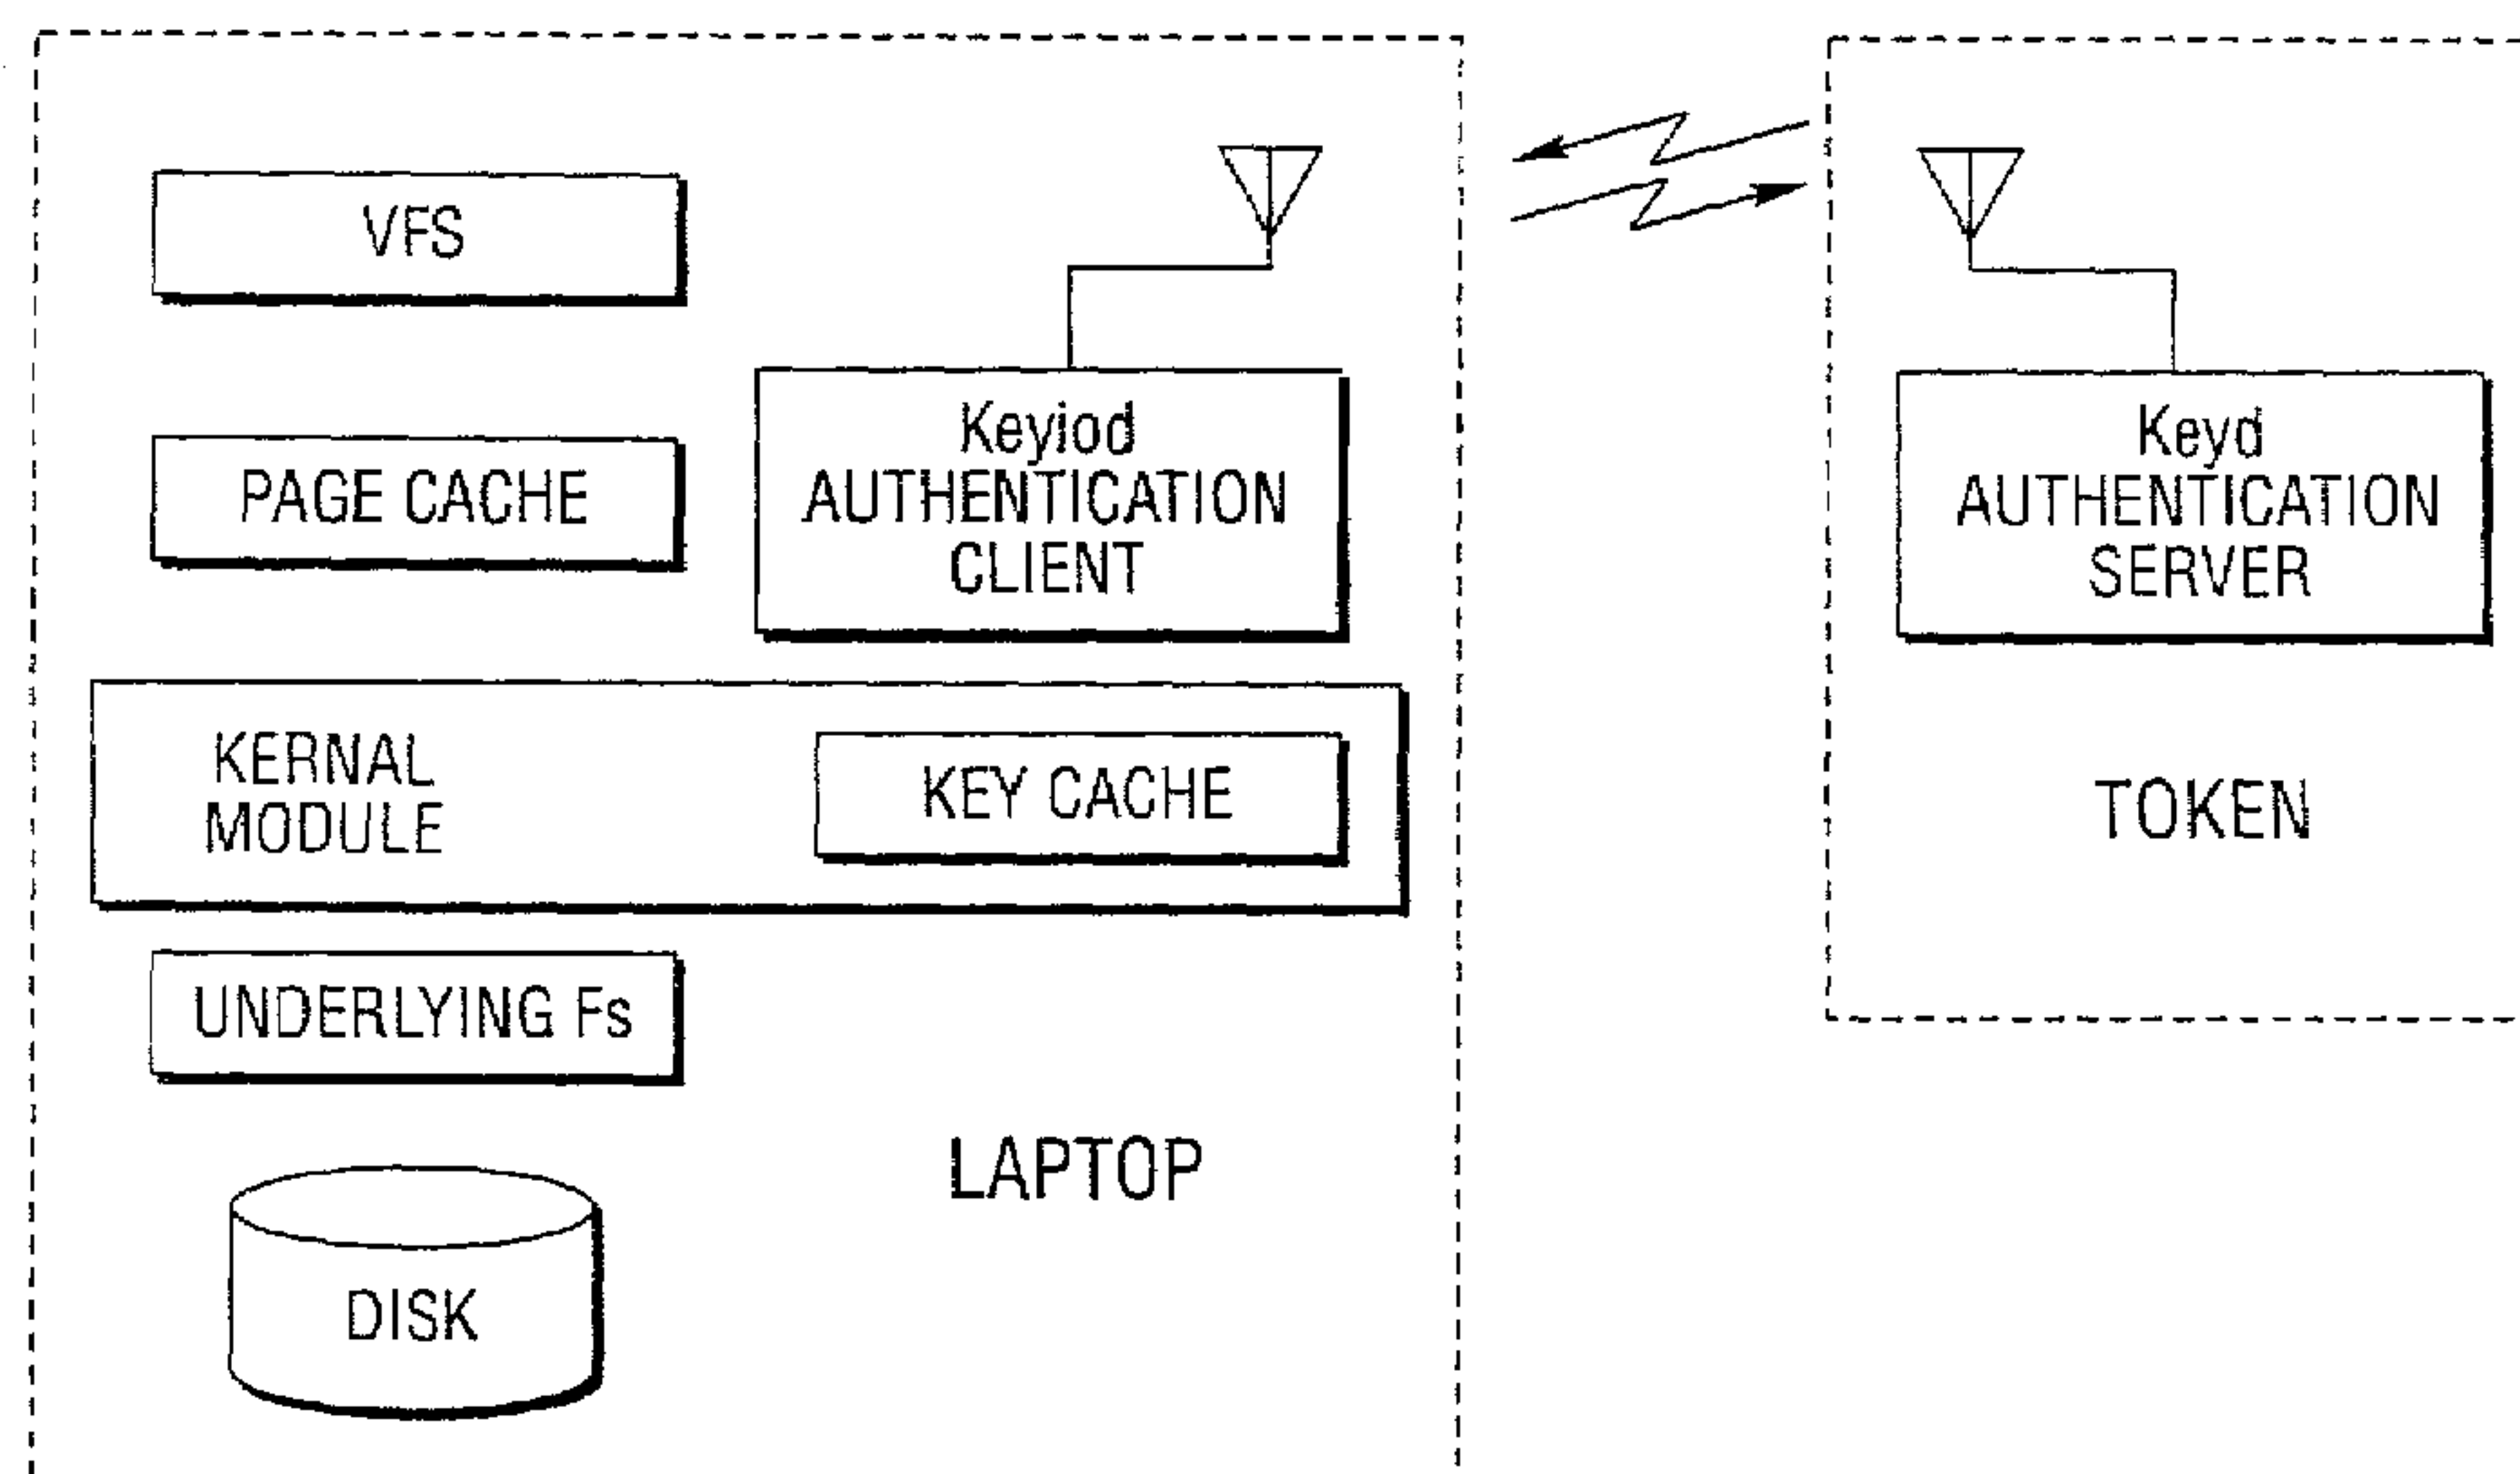 VFS
PAGE CACHE
Keyiod
AUTHENTICATION
CLIENT
KERNAL
MODULE
KEY CACHE
UNDERLYING Fs
DISK
LAPTOP
Keyd
AUTHENTICATION
SERVER
TOKEN